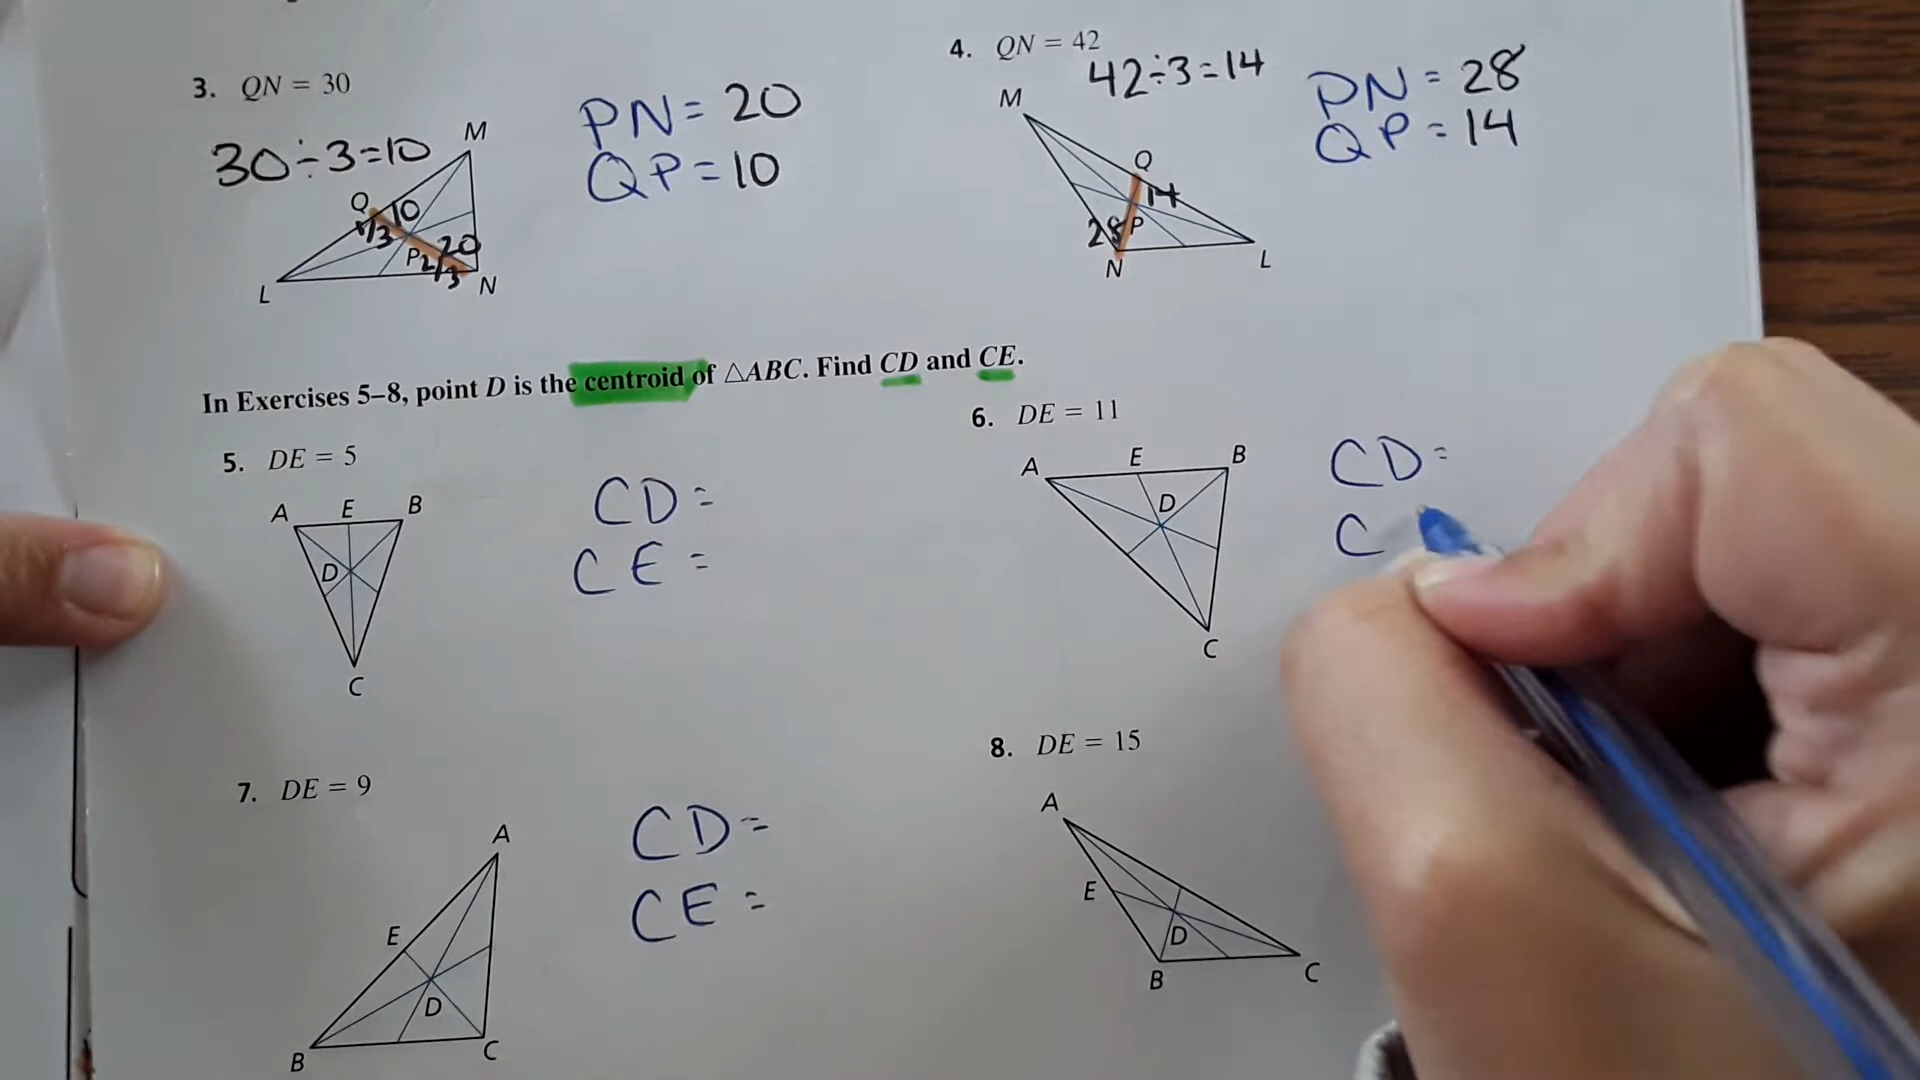 3. QN = 30
30÷3=10
M
Q
10
1/3
P
20
2/3
L
N
PN = 20
QP = 10
4. QN = 42
42÷3=14
M
Q
14
28
P
N
L
PN = 28
QP = 14
In Exercises 5–8, point D is the centroid of △ABC. Find CD and CE.
5. DE = 5
A
E
B
D
C
CD =
CE =
6. DE = 11
A
E
B
D
C
CD =
C
7. DE = 9
A
E
D
B
C
CD =
CE =
8. DE = 15
A
E
D
B
C